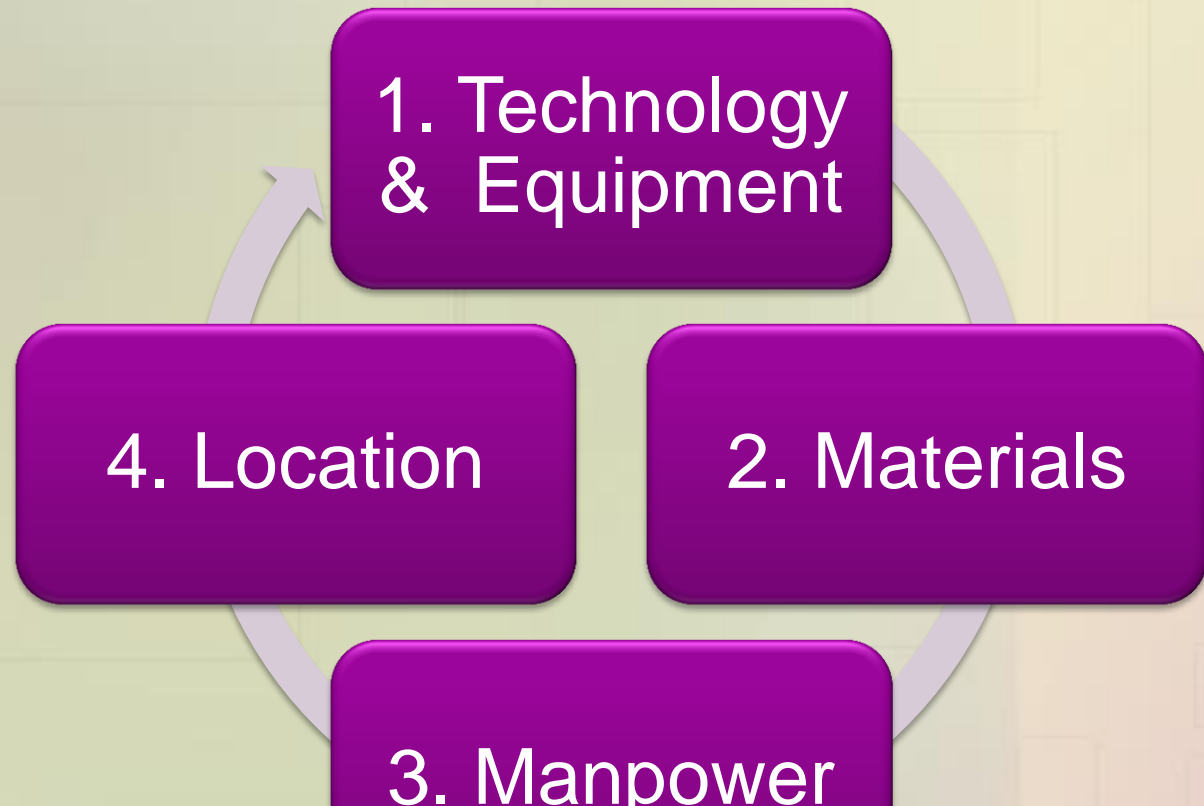 1. Technology
& Equipment
2. Materials
3. Manpower
4. Location